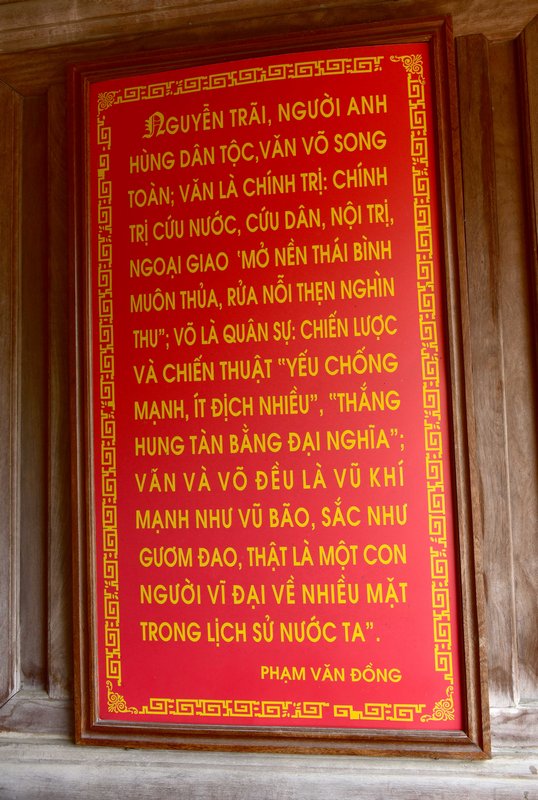 NGUYỄN TRÃI, NGƯỜI ANH
HÙNG DÂN TỘC,VĂN VÕ SONG
TOÀN; VĂN LÀ CHÍNH TRỊ: CHÍNH
TRỊ CỨU NƯỚC, CỨU DÂN, NỘI TRỊ,
NGOẠI GIAO 'MỞ NỀN THÁI BÌNH
MUÔN THỦA, RỬA NỖI THẸN NGHÌN
THU”; VÕ LÀ QUÂN SỰ: CHIẾN LƯỢC
VÀ CHIẾN THUẬT “YẾU CHỐNG
MẠNH, ÍT ĐỊCH NHIỀU”, “THẮNG
HUNG TÀN BẰNG ĐẠI NGHĨA”;
VĂN VÀ VÕ ĐỀU LÀ VŨ KHÍ
MẠNH NHƯ VŨ BÃO, SẮC NHƯ
GƯƠM ĐAO, THẬT LÀ MỘT CON
NGƯỜI VĨ ĐẠI VỀ NHIỀU MẶT
TRONG LỊCH SỬ NƯỚC TA”.
PHẠM VĂN ĐỒNG